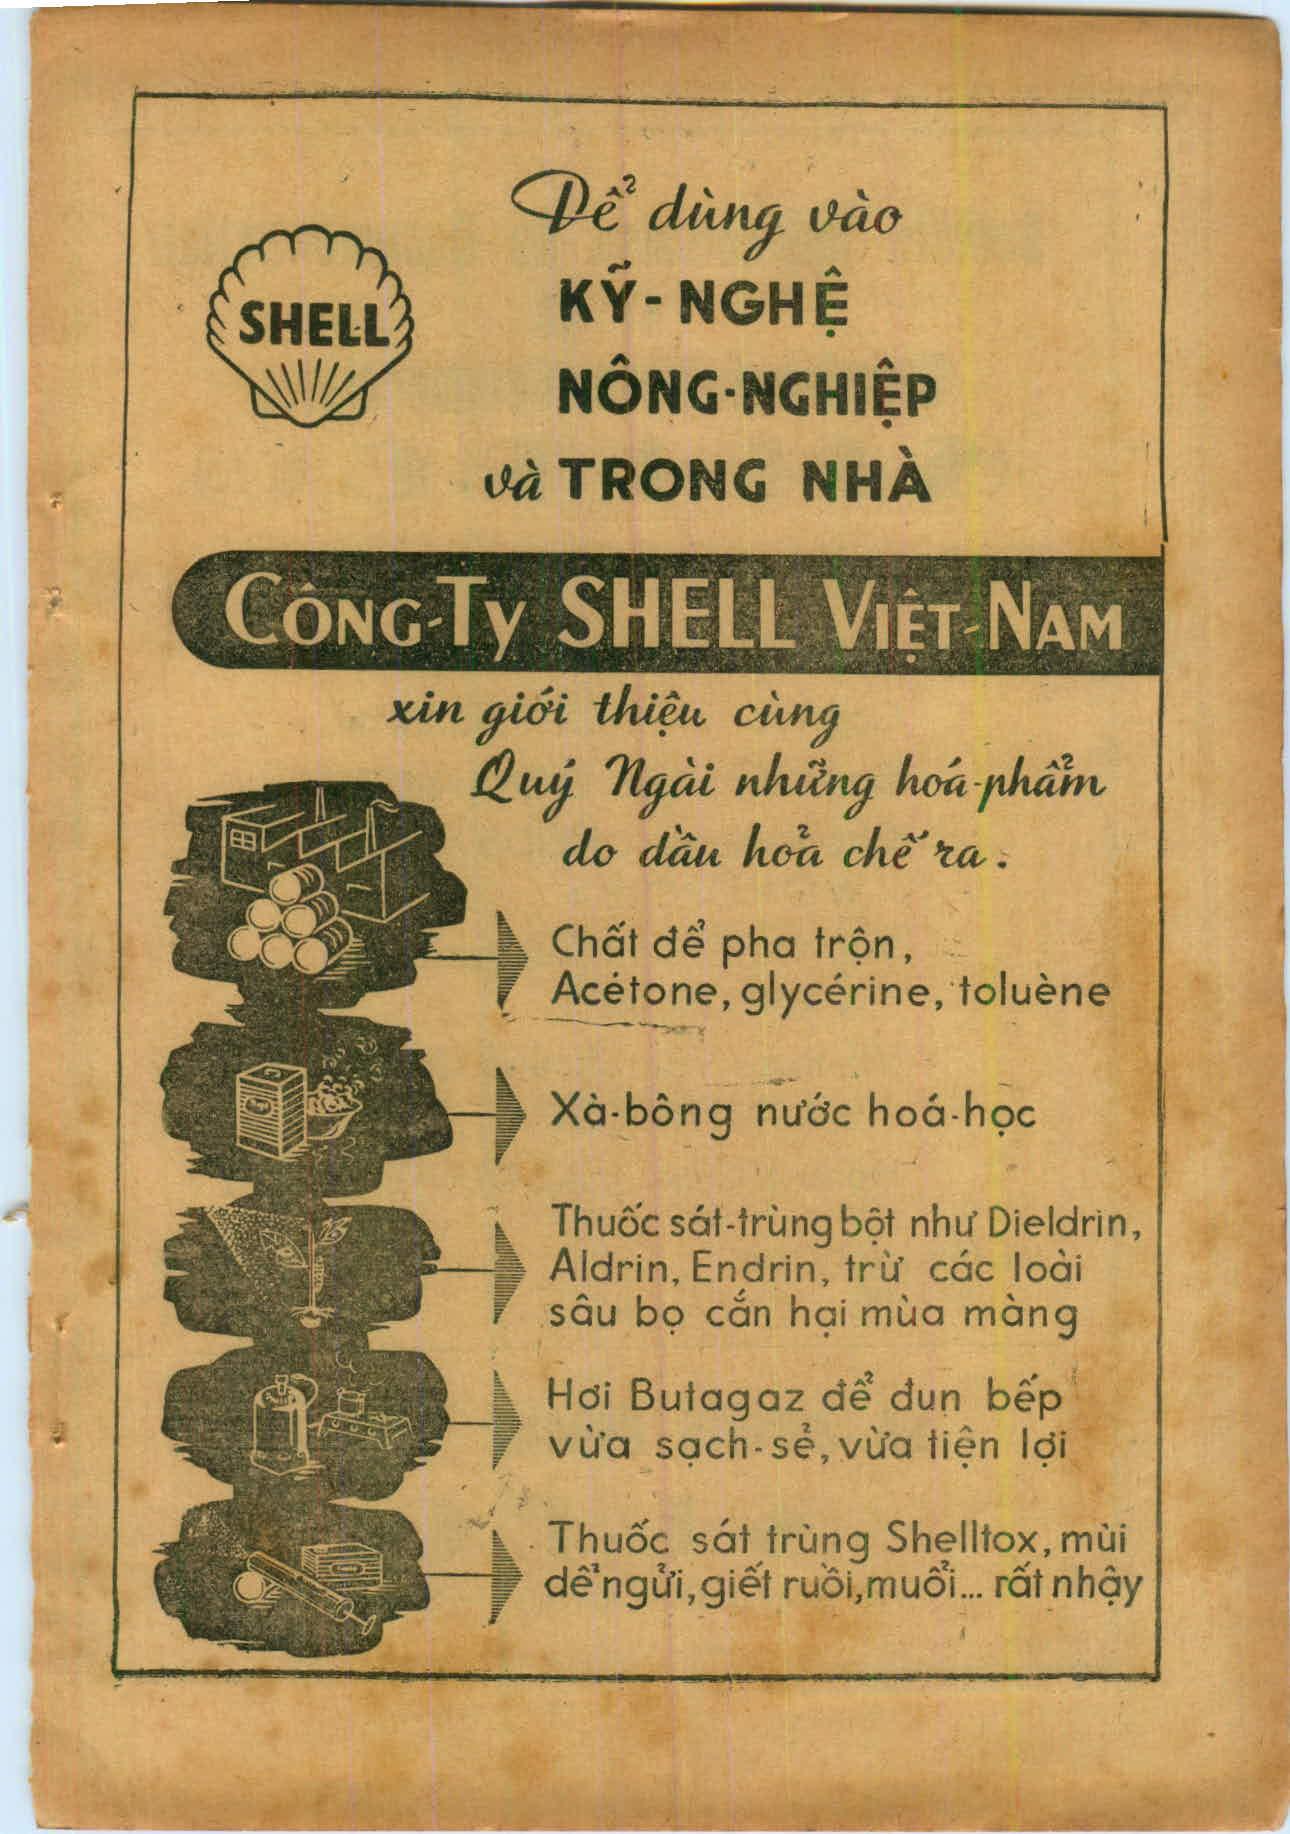 SHELL
Để dùng vào
KỸ-NGHỆ
NÔNG-NGHIỆP
và TRONG NHÀ
CÔNG-TY SHELL VIỆT-NAM
xin giới thiệu cùng
Quý Ngài những hoá-phẩm
do dầu hoả chế ra.
Chất để pha trộn,
Acétone, glycérine, toluène
Xà-bông nước hoá-học
Thuốc sát-trùng bột như Dieldrin,
Aldrin, Endrin, trừ các loài
sâu bọ cắn hại mùa màng
Hơi Butagaz để đun bếp
vừa sạch-sẻ, vừa tiện lợi
Thuốc sát trùng Shelltox, mùi
dể ngửi, giết ruồi, muổi... rất nhậy